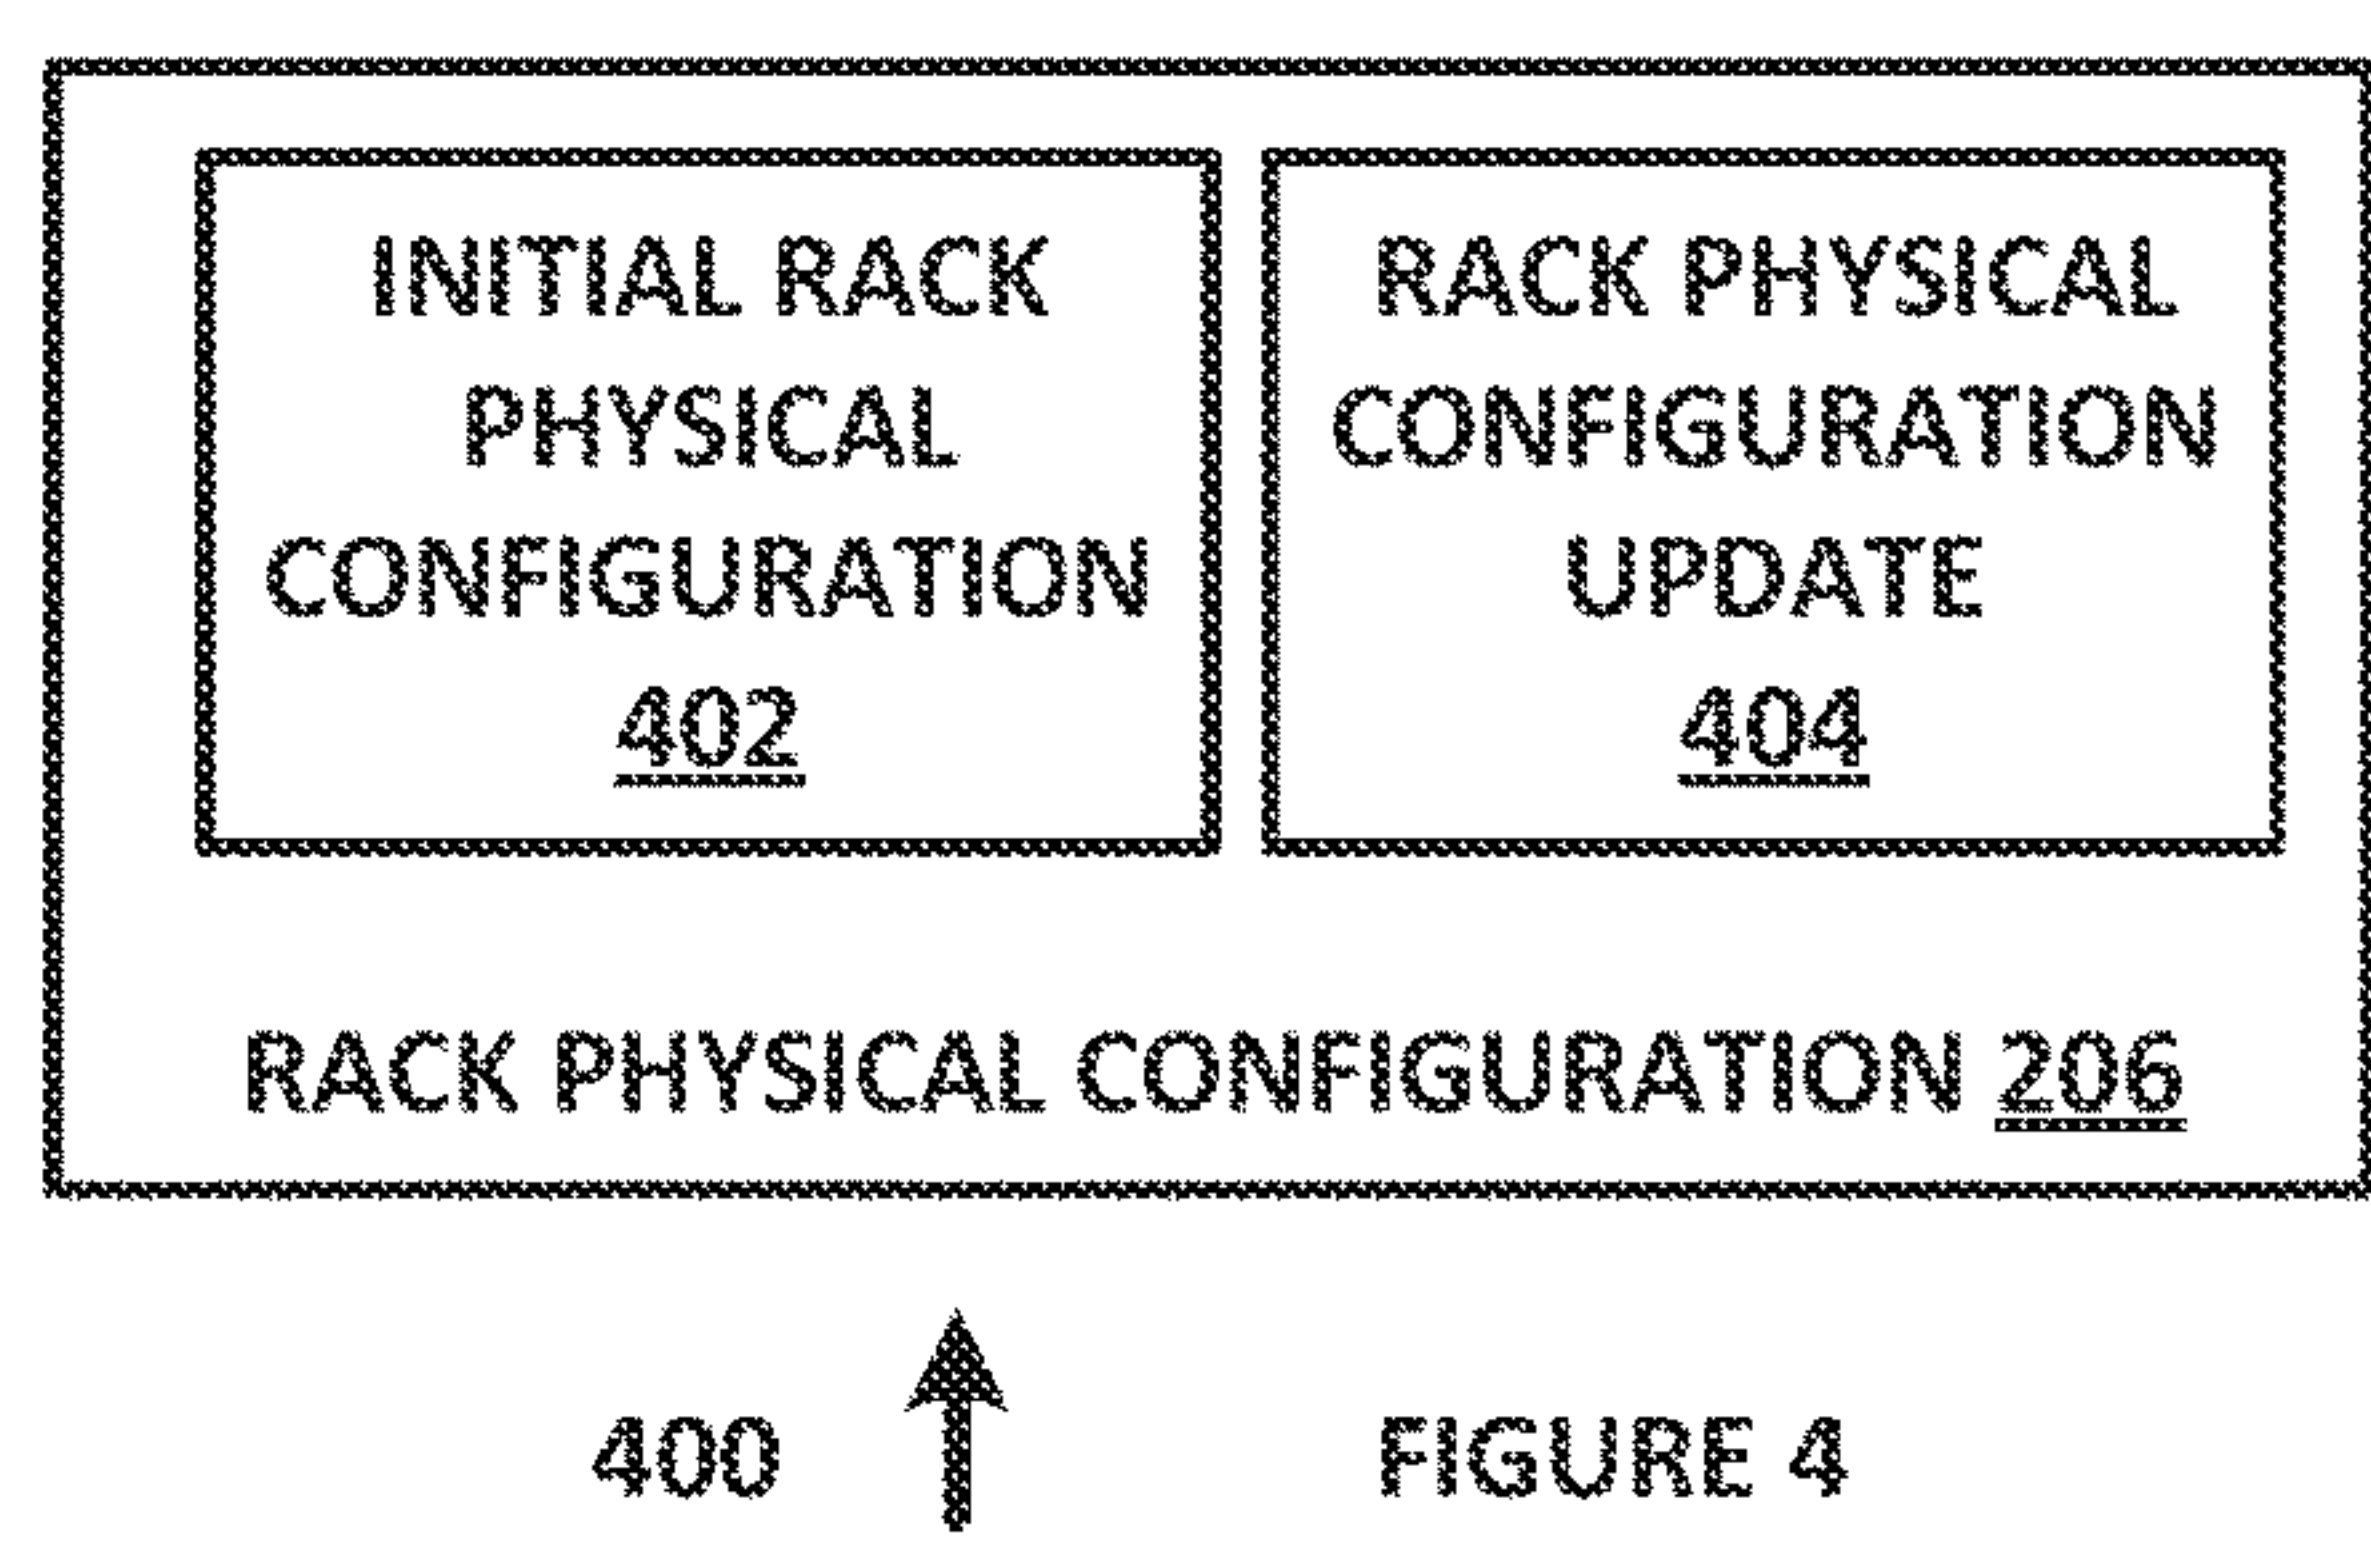 INITIAL RACK
PHYSICAL
CONFIGURATION
402
RACK PHYSICAL
CONFIGURATION
UPDATE
404
RACK PHYSICAL CONFIGURATION 206
400
FIGURE 4